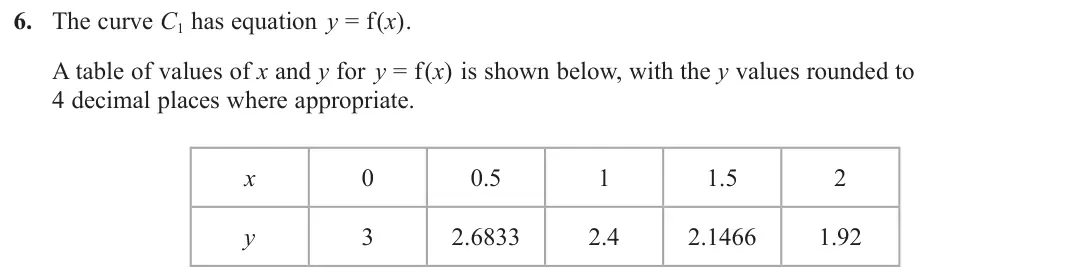 6. The curve C₁ has equation y = f(x).
A table of values of x and y for y = f(x) is shown below, with the y values rounded to
4 decimal places where appropriate.
x 0 0.5 1 1.5 2
y 3 2.6833 2.4 2.1466 1.92